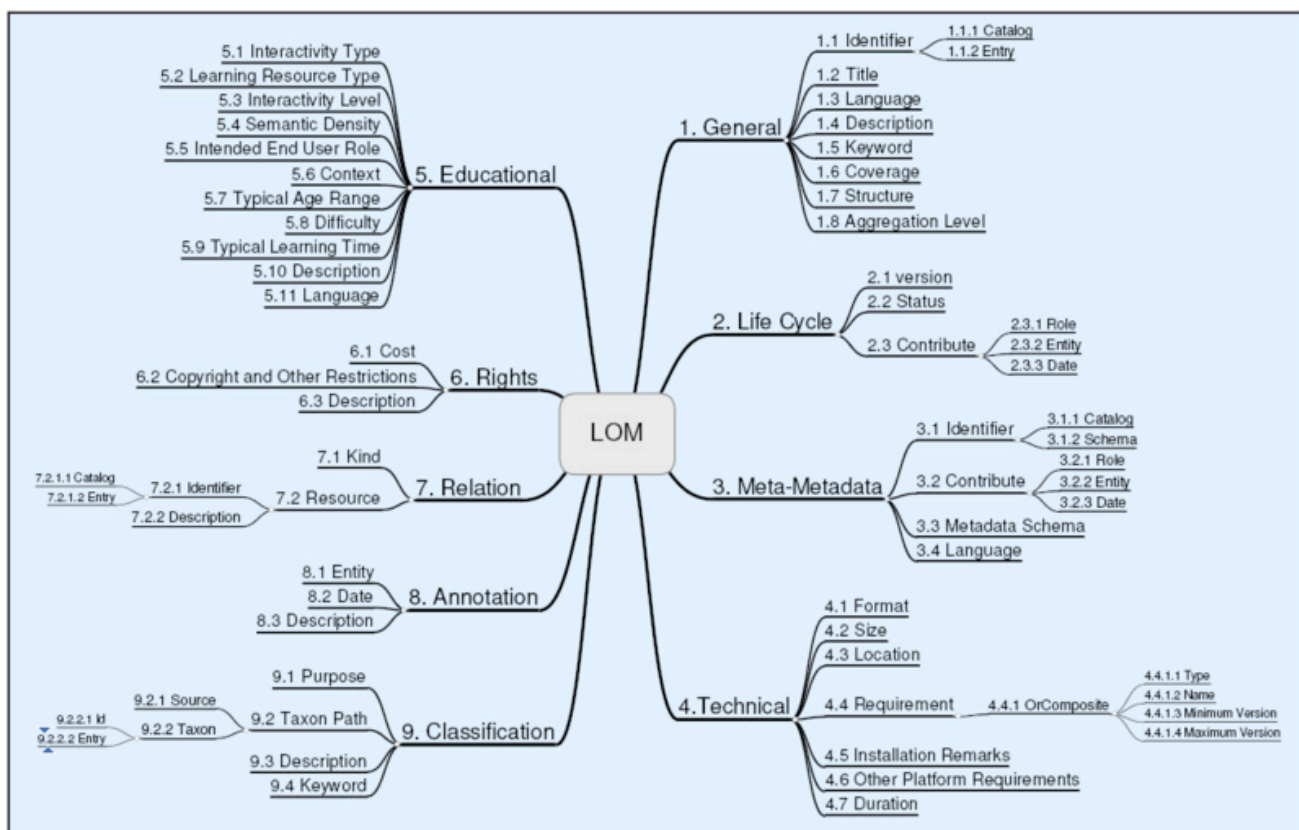 LOM
1. General
1.1 Identifier
1.1.1 Catalog
1.1.2 Entry
1.2 Title
1.3 Language
1.4 Description
1.5 Keyword
1.6 Coverage
1.7 Structure
1.8 Aggregation Level
2. Life Cycle
2.1 version
2.2 Status
2.3 Contribute
2.3.1 Role
2.3.2 Entity
2.3.3 Date
3. Meta-Metadata
3.1 Identifier
3.1.1 Catalog
3.1.2 Schema
3.2 Contribute
3.2.1 Role
3.2.2 Entity
3.2.3 Date
3.3 Metadata Schema
3.4 Language
4.Technical
4.1 Format
4.2 Size
4.3 Location
4.4 Requirement
4.4.1 OrComposite
4.4.1.1 Type
4.4.1.2 Name
4.4.1.3 Minimum Version
4.4.1.4 Maximum Version
4.5 Installation Remarks
4.6 Other Platform Requirements
4.7 Duration
5. Educational
5.1 Interactivity Type
5.2 Learning Resource Type
5.3 Interactivity Level
5.4 Semantic Density
5.5 Intended End User Role
5.6 Context
5.7 Typical Age Range
5.8 Difficulty
5.9 Typical Learning Time
5.10 Description
5.11 Language
6. Rights
6.1 Cost
6.2 Copyright and Other Restrictions
6.3 Description
7. Relation
7.1 Kind
7.2 Resource
7.2.1 Identifier
7.2.1.1 Catalog
7.2.1.2 Entry
7.2.2 Description
8. Annotation
8.1 Entity
8.2 Date
8.3 Description
9. Classification
9.1 Purpose
9.2 Taxon Path
9.2.1 Source
9.2.2 Taxon
9.2.2.1 Id
9.2.2.2 Entry
9.3 Description
9.4 Keyword